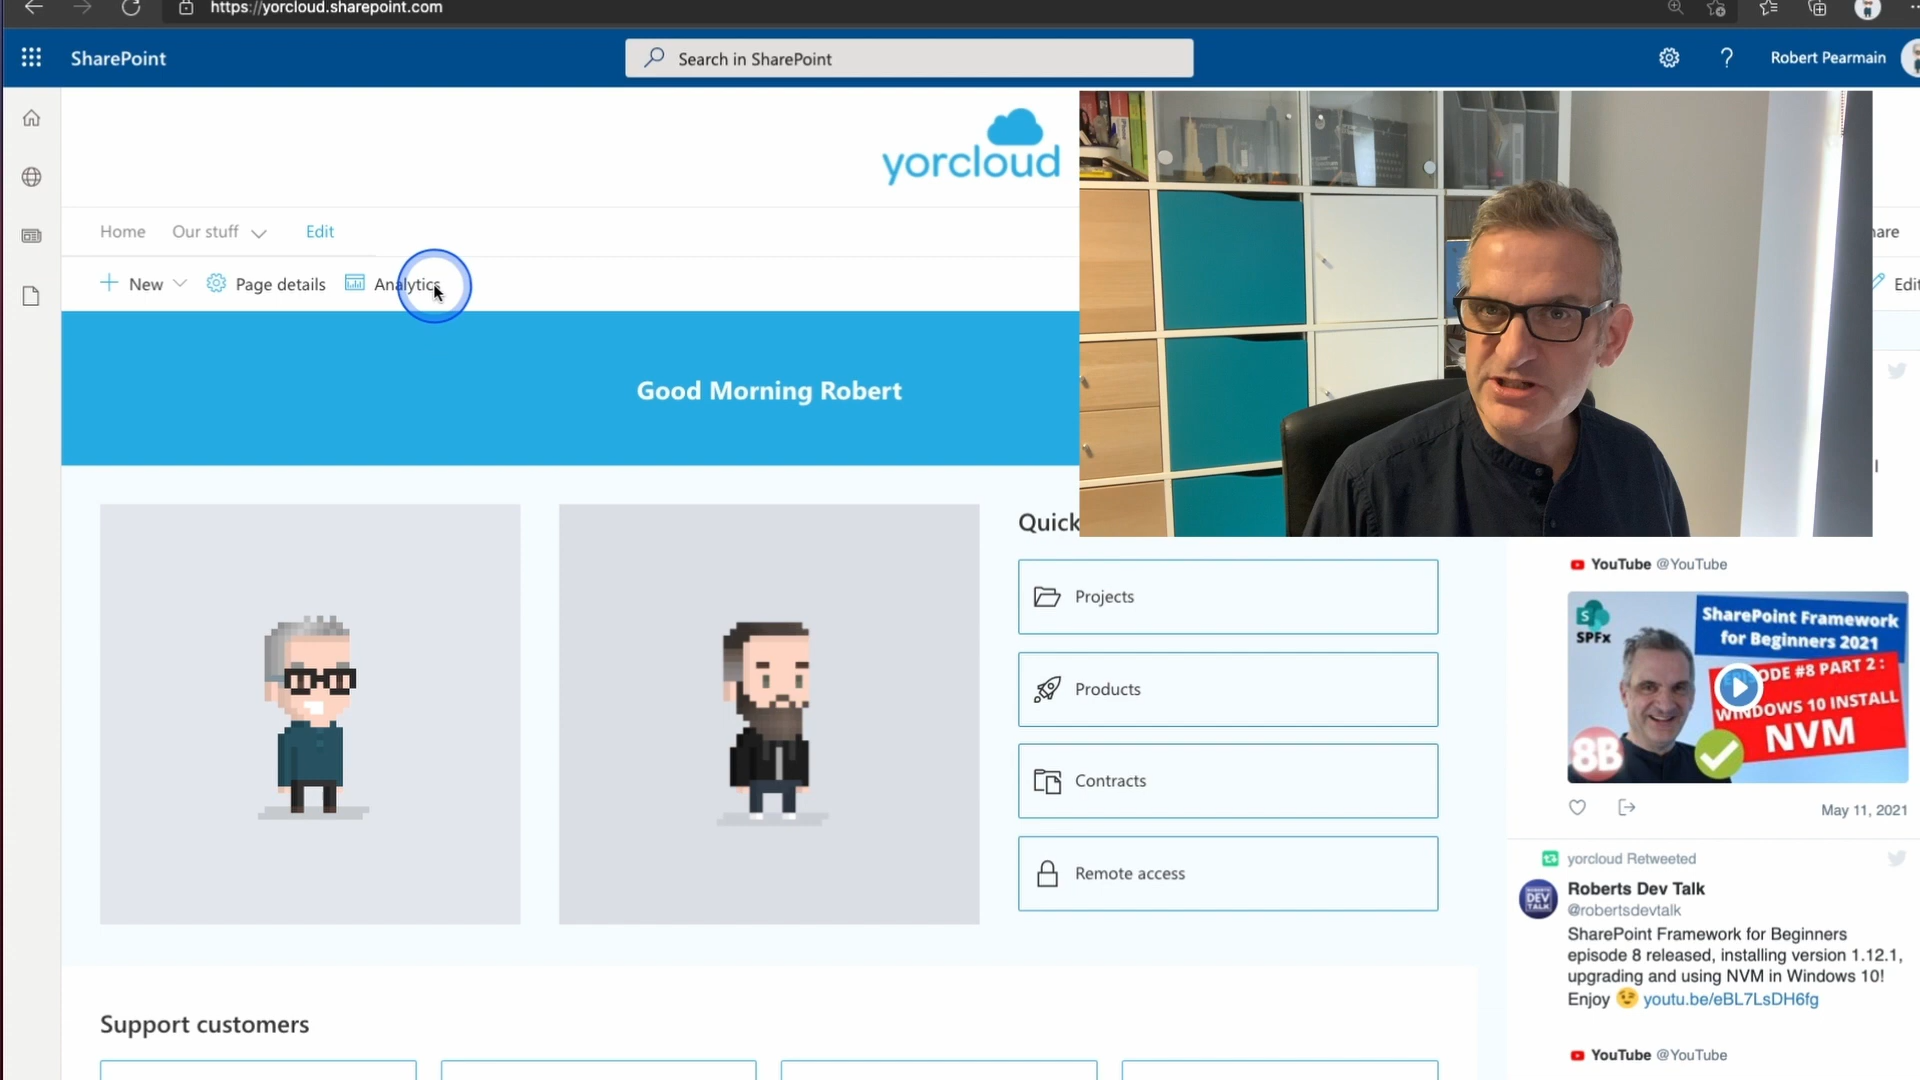 https://yorcloud.sharepoint.com
SharePoint
Search in SharePoint
?
Robert Pearmain
yorcloud
Home
Our stuff
Edit
New
Page details
Analytics
Edit
Good Morning Robert
Quick
Projects
Products
Contracts
Remote access
Support customers
YouTube @YouTube
SPFx
SharePoint Framework
for Beginners 2021
#8 PART 2 :
WINDOWS 10 INSTALL
NVM
8B
May 11, 2021
yorcloud Retweeted
ROBERTS
DEV
TALK
Roberts Dev Talk
@robertsdevtalk
SharePoint Framework for Beginners
episode 8 released, installing version 1.12.1,
upgrading and using NVM in Windows 10!
Enjoy 😉 youtu.be/eBL7LsDH6fg
YouTube @YouTube